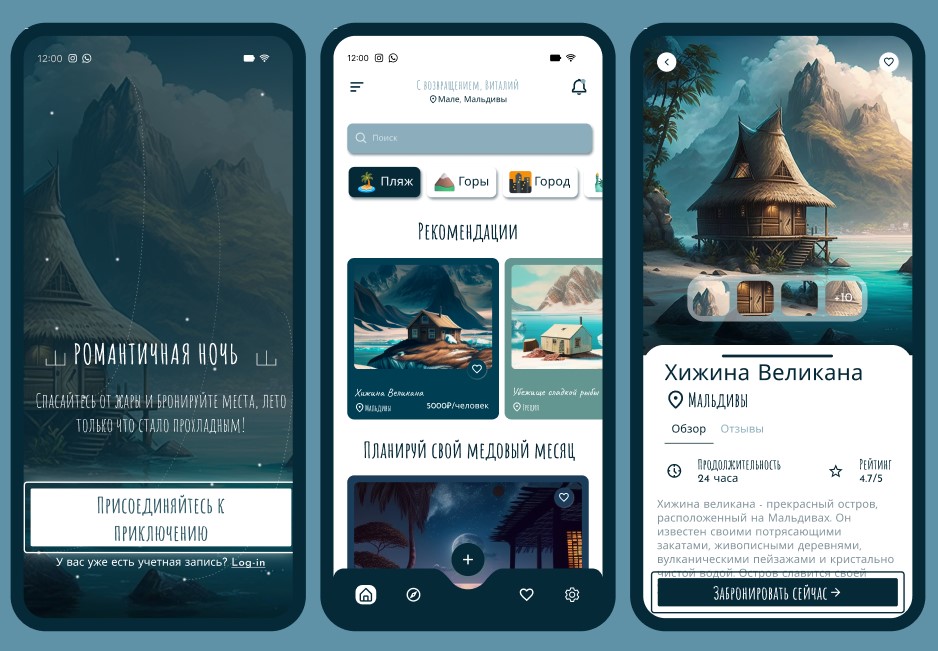 12:00
РОМАНТИЧНАЯ НОЧЬ
Спасайтесь от жары и бронируйте места, лето
только что стало прохладным!
Присоединяйтесь к
приключению
У вас уже есть учетная запись? Log-in
12:00
С возвращением, Виталий
Мале, Мальдивы
Поиск
Пляж
Горы
Город
Рекомендации
Хижина Великана
Мальдивы
5000₽/человек
Убежище сладкой рыбы
Греция
Планируй свой медовый месяц
+10
Хижина Великана
Мальдивы
Обзор Отзывы
Продолжительность
24 часа
Рейтинг
4.7/5
Хижина великана - прекрасный остров,
расположенный на Мальдивах. Он
известен своими потрясающими
закатами, живописными деревнями,
вулканическими пейзажами и кристально
чистой водой. Остров славится своей
Забронировать сейчас →